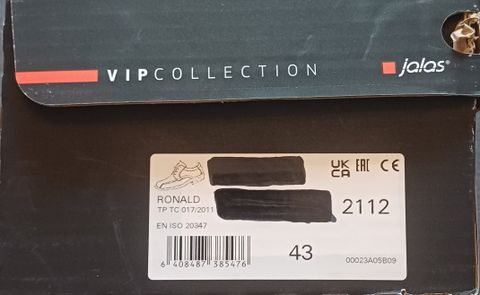 VIPCOLLECTION
jalas®
RONALD
TP TC 017/2011
EN ISO 20347
UK
CA
EAC
CE
2112
43
6 408487 385476
00023A05B09